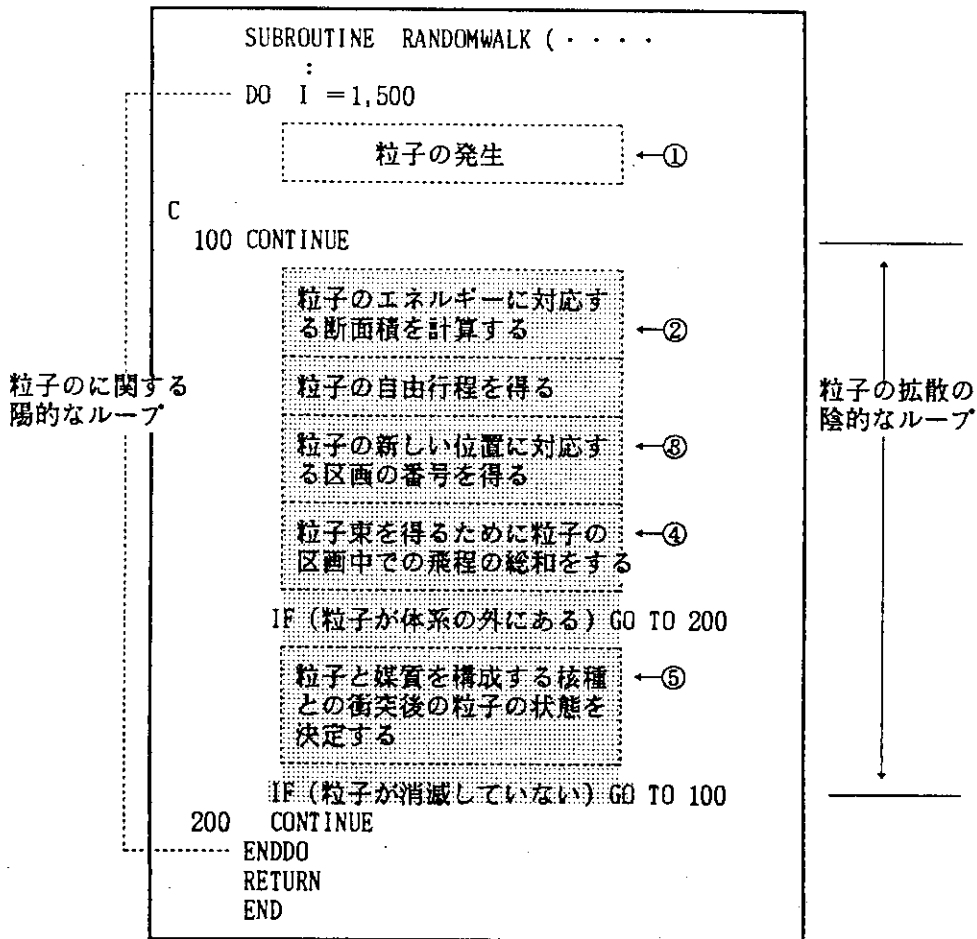 SUBROUTINE RANDOMWALK (・・・・
:
DO I =1,500
粒子の発生 ←①
C
100 CONTINUE
粒子のエネルギーに対応す
る断面積を計算する ←②
粒子の自由行程を得る
粒子のに関する
陽的なループ
粒子の拡散の
陰的なループ
粒子の新しい位置に対応す ←③
る区画の番号を得る
粒子束を得るために粒子の ←④
区画中での飛程の総和をする
IF (粒子が体系の外にある) GO TO 200
粒子と媒質を構成する核種 ←⑤
との衝突後の粒子の状態を
決定する
IF (粒子が消滅していない) GO TO 100
200 CONTINUE
ENDDO
RETURN
END